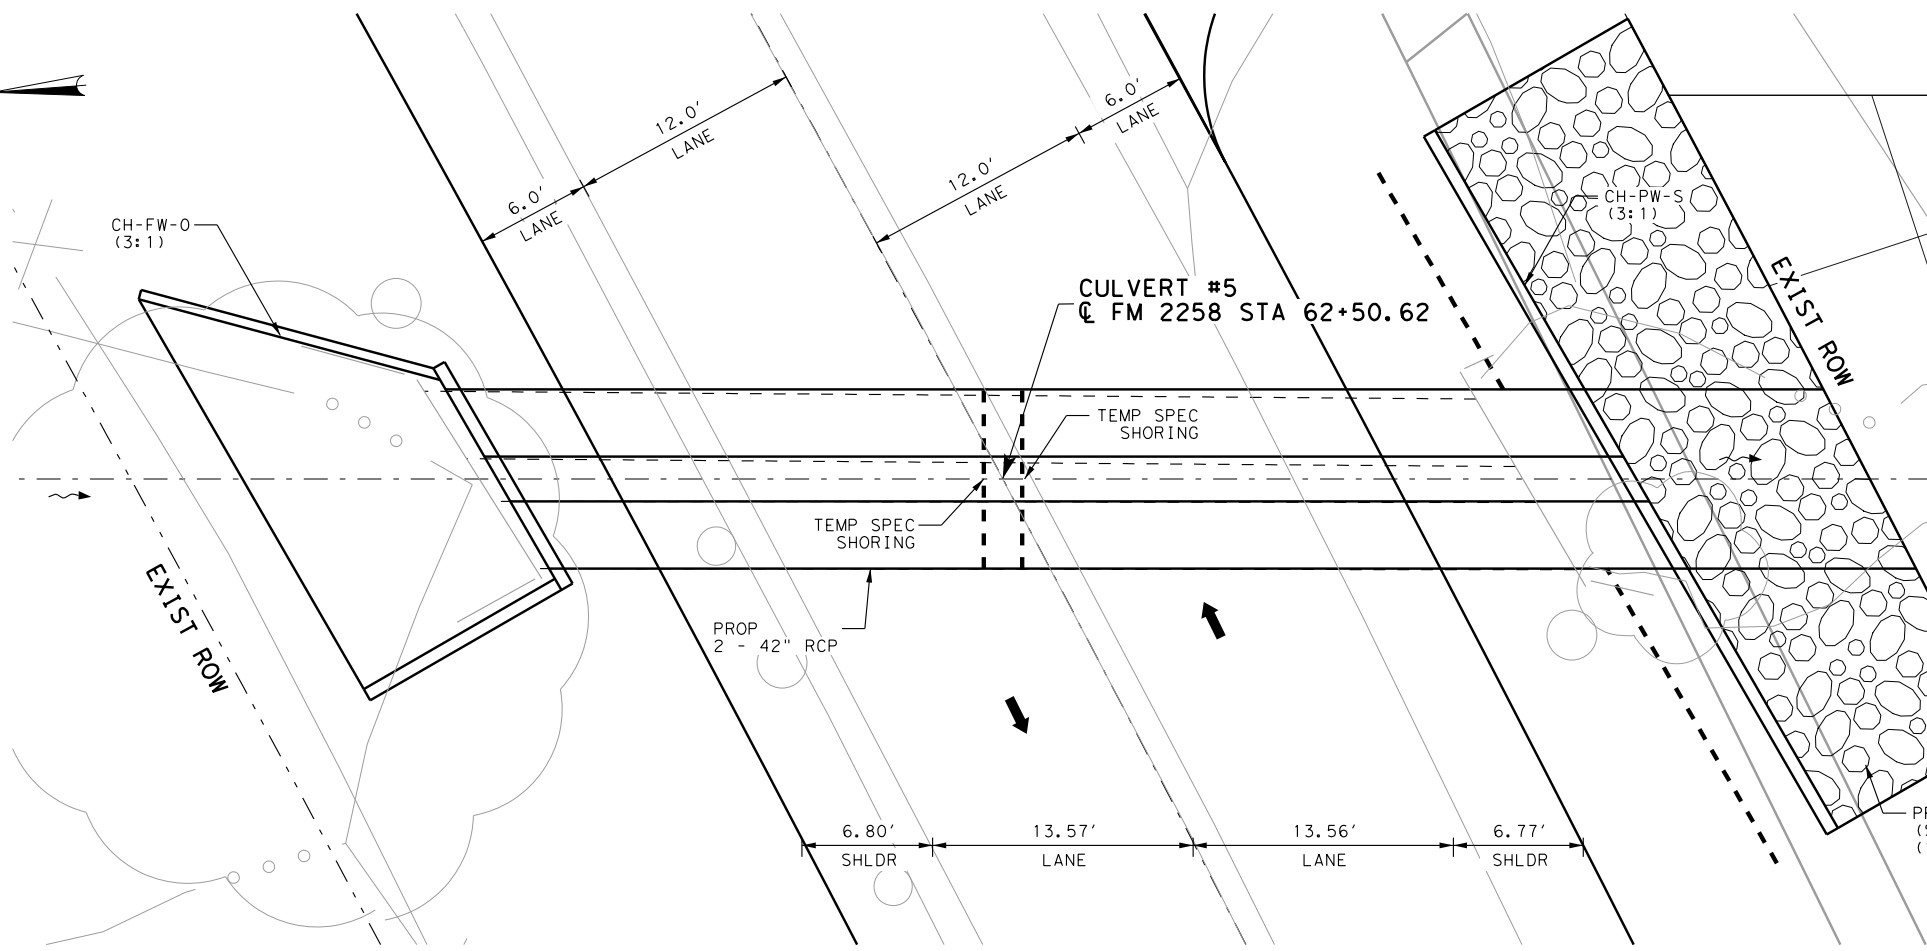 12.0'
LANE
6.0'
LANE
6.0'
LANE
12.0'
LANE
CH-FW-O
(3:1)
CH-PW-S
(3:1)
CULVERT #5
℄ FM 2258 STA 62+50.62
EXIST ROW
TEMP SPEC
SHORING
TEMP SPEC
SHORING
EXIST ROW
PROP
2 - 42" RCP
6.80'
SHLDR
13.57'
LANE
13.56'
LANE
6.77'
SHLDR